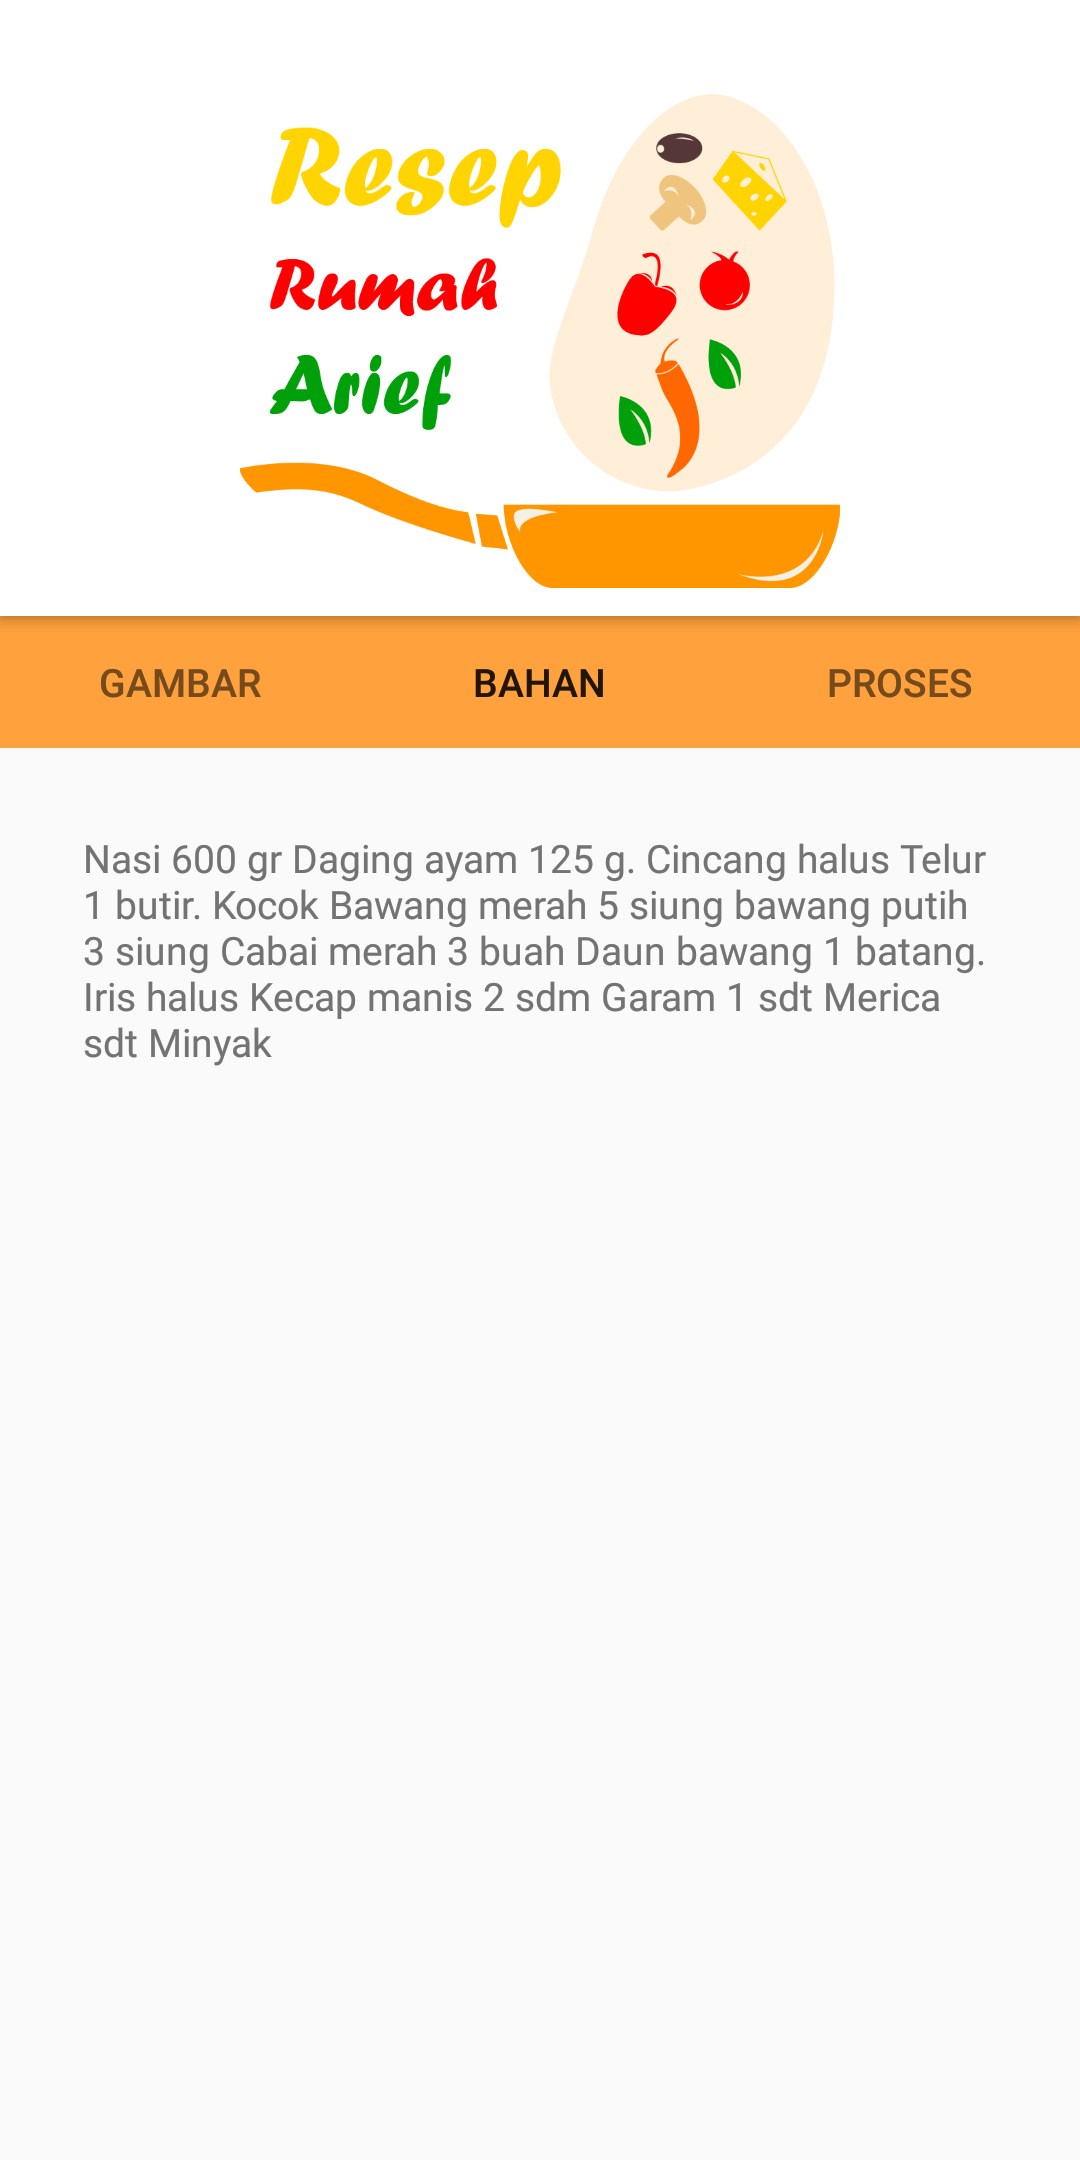 Resep
Rumah
Arief
GAMBAR BAHAN PROSES
Nasi 600 gr Daging ayam 125 g. Cincang halus Telur
1 butir. Kocok Bawang merah 5 siung bawang putih
3 siung Cabai merah 3 buah Daun bawang 1 batang.
Iris halus Kecap manis 2 sdm Garam 1 sdt Merica
sdt Minyak